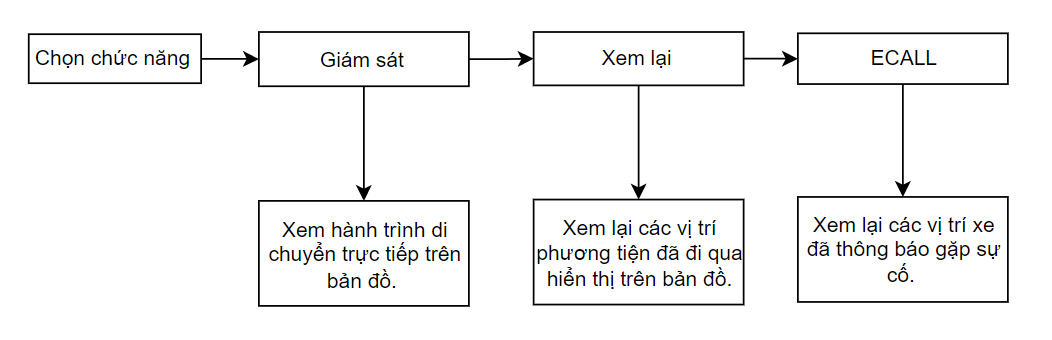 Chọn chức năng
Giám sát
Xem lại
ECALL
Xem hành trình di
chuyển trực tiếp trên
bản đồ.
Xem lại các vị trí
phương tiện đã đi qua
hiển thị trên bản đồ.
Xem lại các vị trí xe
đã thông báo gặp sự
cố.